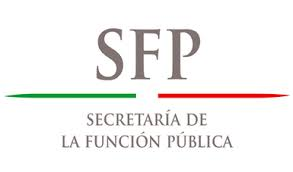 SFP
SECRETARÍA DE
LA FUNCIÓN PÚBLICA